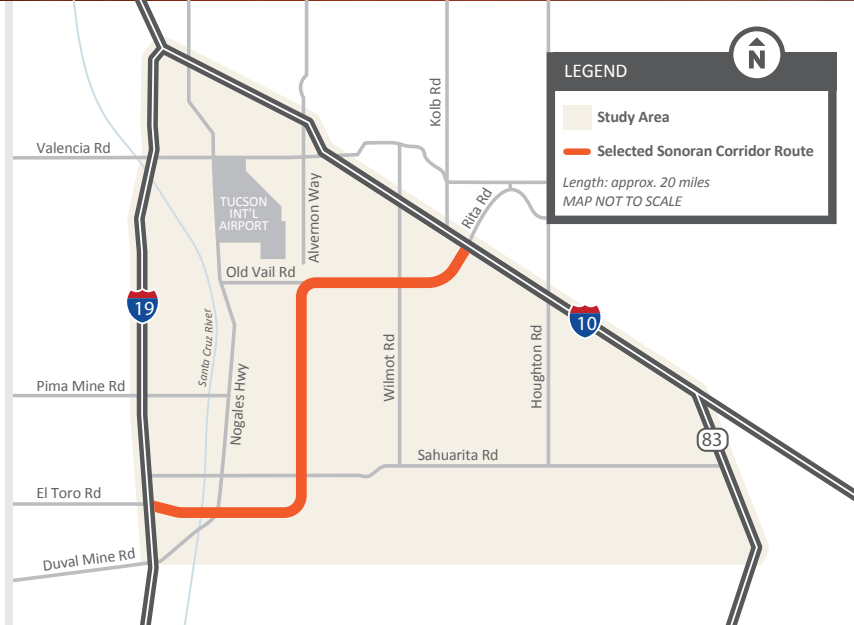 N
LEGEND
Study Area
Selected Sonoran Corridor Route
Length: approx. 20 miles
MAP NOT TO SCALE
Kolb Rd
Valencia Rd
Rita Rd
TUCSON
INT'L
AIRPORT
Alvernon Way
Old Vail Rd
19
Santa Cruz River
10
Wilmot Rd
Houghton Rd
Pima Mine Rd
Nogales Hwy
83
Sahuarita Rd
El Toro Rd
Duval Mine Rd